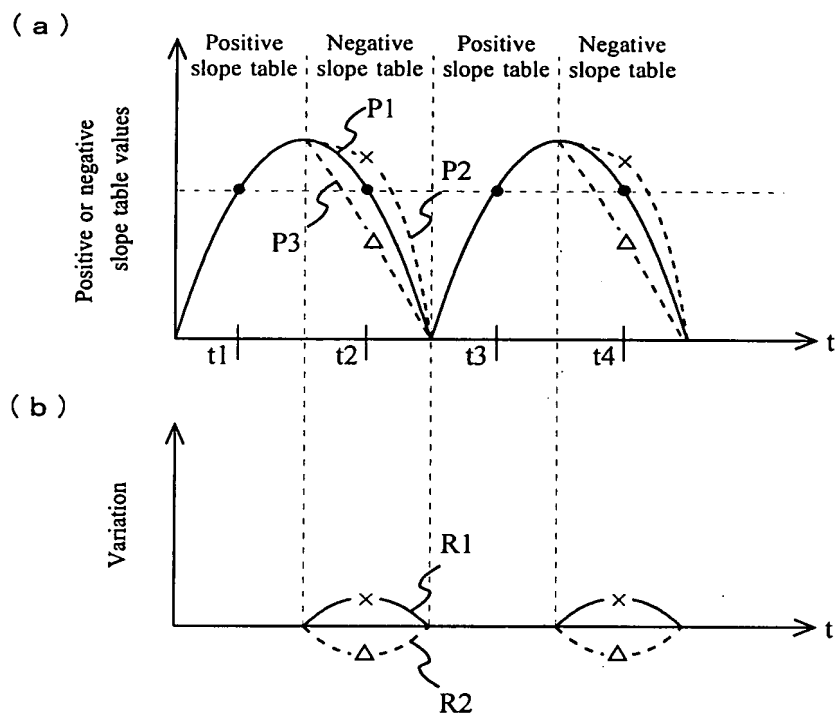 (a)
Positive slope table
Negative slope table
Positive slope table
Negative slope table
Positive or negative
slope table values
P1
P2
P3
t1
t2
t3
t4
t
(b)
Variation
R1
R2
t